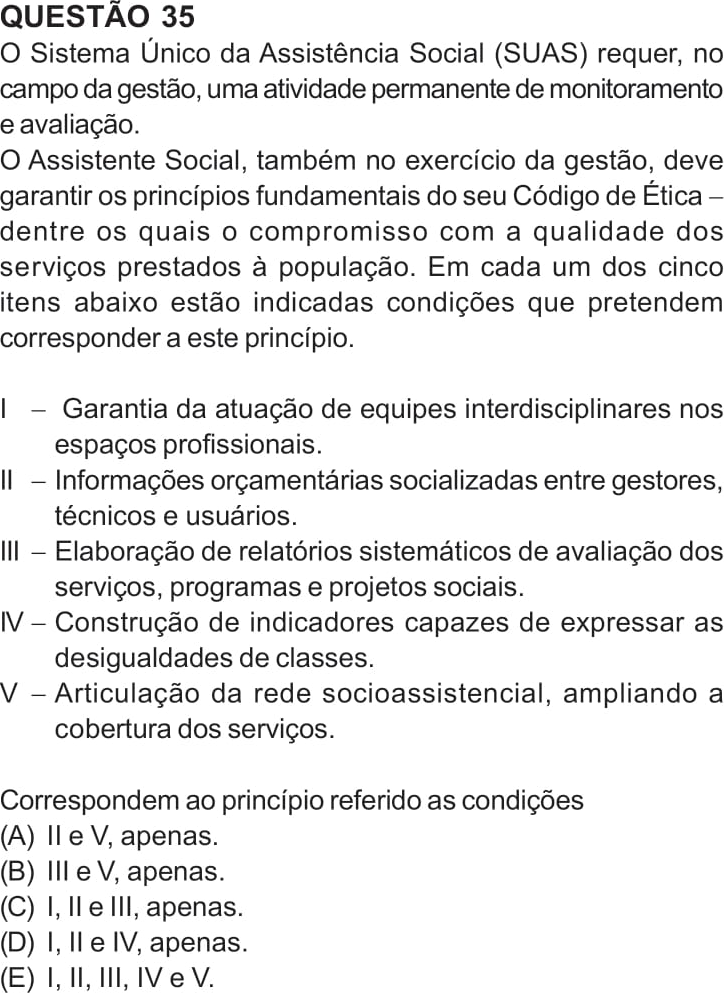 QUESTÃO 35
O Sistema Único da Assistência Social (SUAS) requer, no
campo da gestão, uma atividade permanente de monitoramento
e avaliação.
O Assistente Social, também no exercício da gestão, deve
garantir os princípios fundamentais do seu Código de Ética –
dentre os quais o compromisso com a qualidade dos
serviços prestados à população. Em cada um dos cinco
itens abaixo estão indicadas condições que pretendem
corresponder a este princípio.
I – Garantia da atuação de equipes interdisciplinares nos
espaços profissionais.
II – Informações orçamentárias socializadas entre gestores,
técnicos e usuários.
III – Elaboração de relatórios sistemáticos de avaliação dos
serviços, programas e projetos sociais.
IV – Construção de indicadores capazes de expressar as
desigualdades de classes.
V – Articulação da rede socioassistencial, ampliando a
cobertura dos serviços.
Correspondem ao princípio referido as condições
(A) II e V, apenas.
(B) III e V, apenas.
(C) I, II e III, apenas.
(D) I, II e IV, apenas.
(E) I, II, III, IV e V.